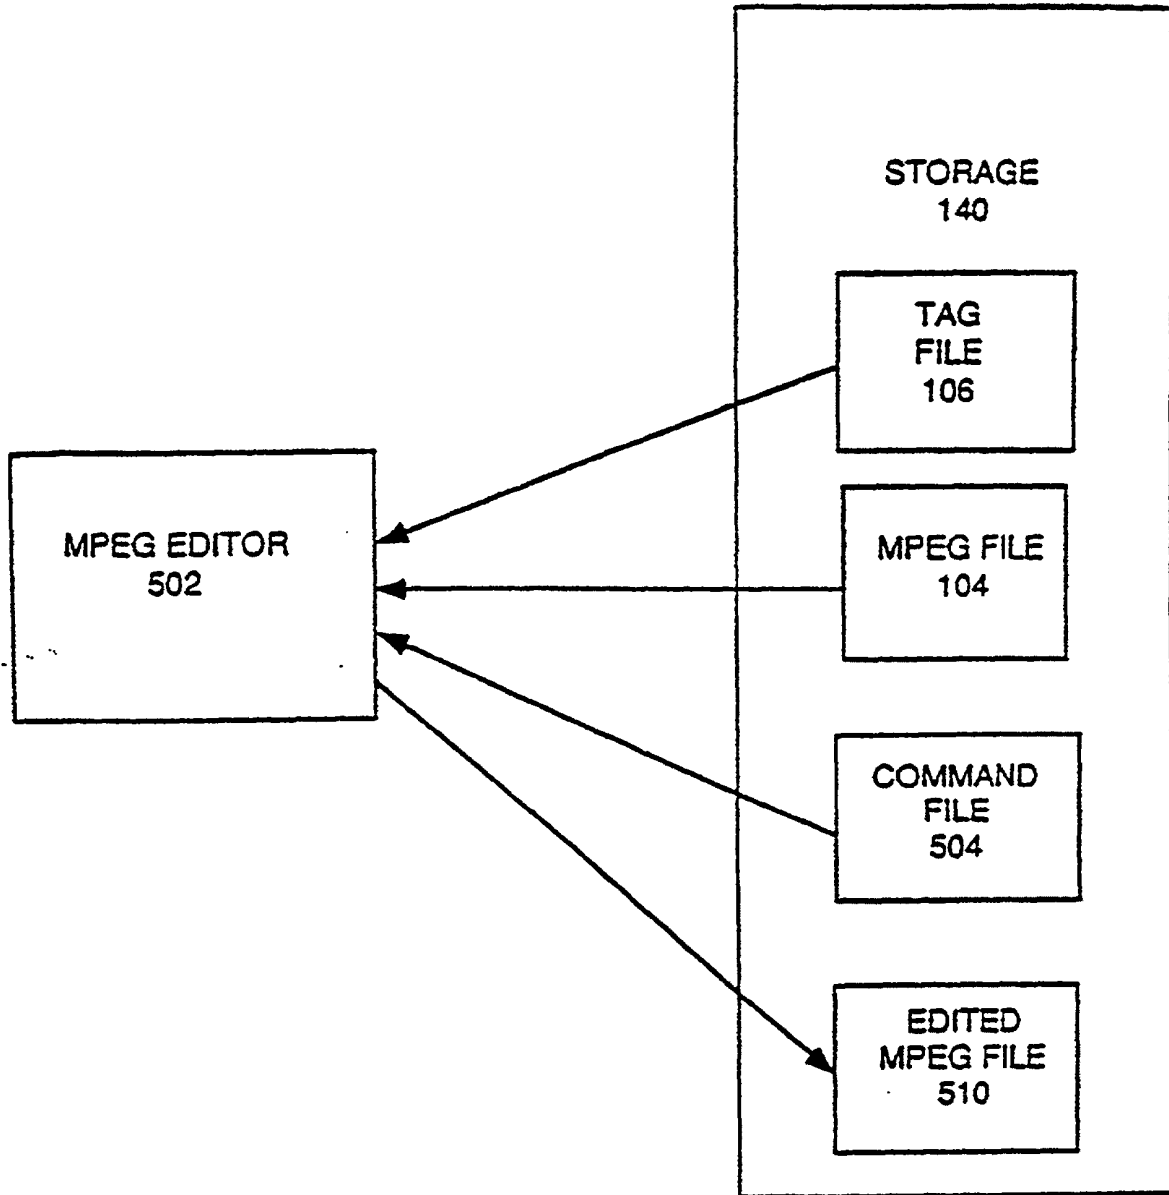 STORAGE
140
TAG
FILE
106
MPEG EDITOR
502
MPEG FILE
104
COMMAND
FILE
504
EDITED
MPEG FILE
510